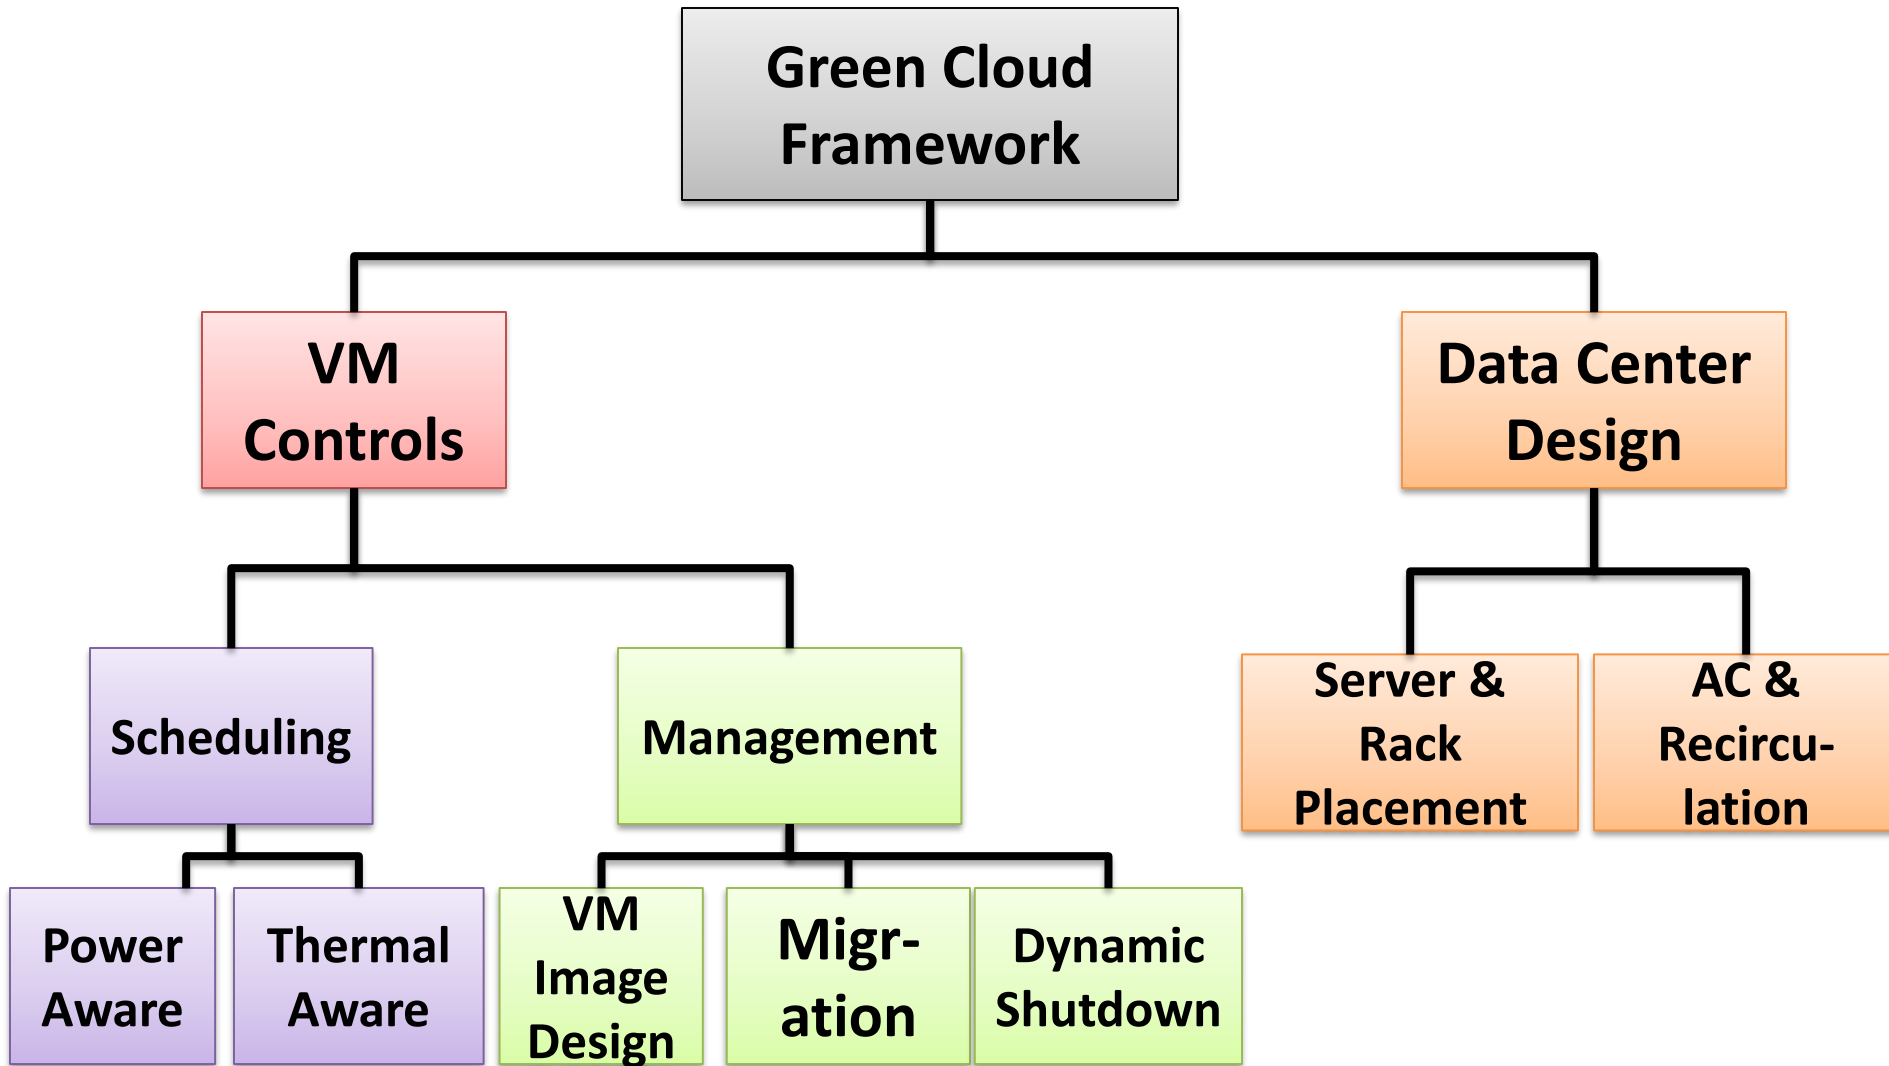 Green Cloud
Framework
VM
Controls
Data Center
Design
Scheduling
Management
Server &
Rack
Placement
AC &
Recircu-
lation
Power
Aware
Thermal
Aware
VM
Image
Design
Migr-
ation
Dynamic
Shutdown